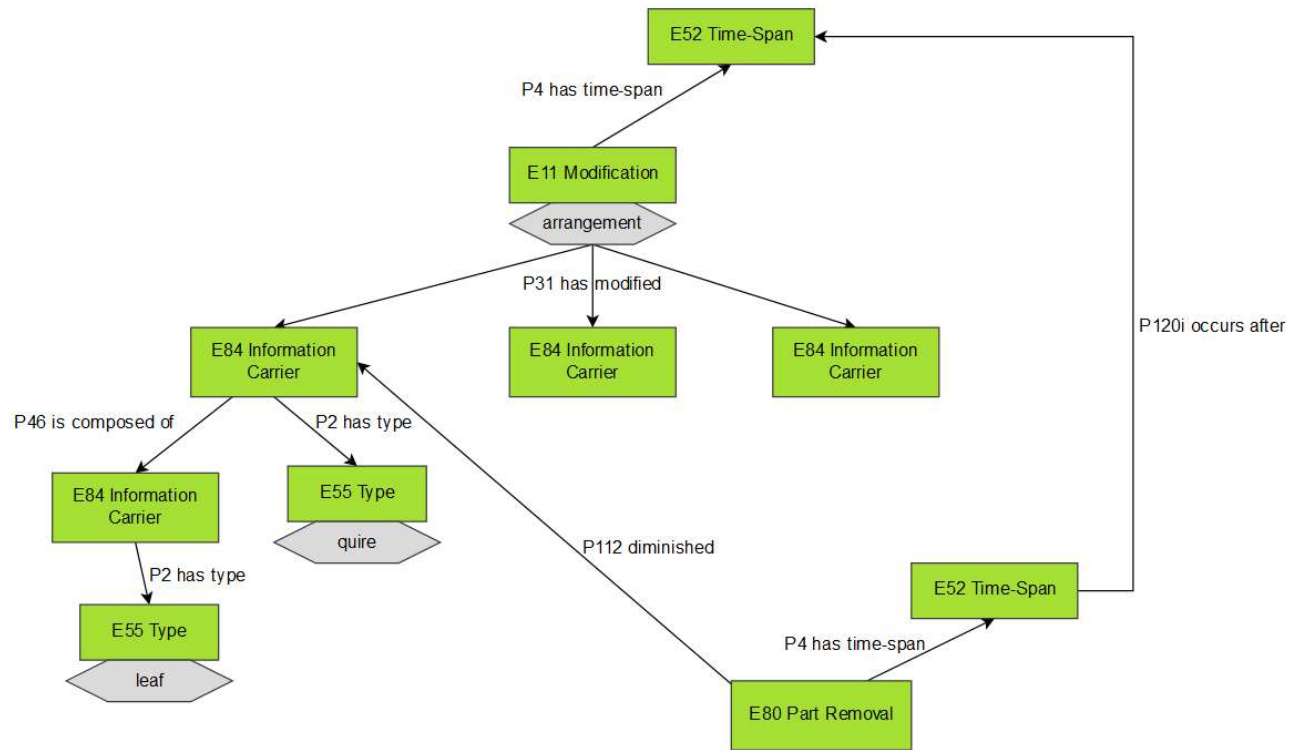 E52 Time-Span
P4 has time-span
E11 Modification
arrangement
P31 has modified
P120i occurs after
E84 Information
Carrier
E84 Information
Carrier
E84 Information
Carrier
P46 is composed of
P2 has type
E84 Information
Carrier
E55 Type
quire
P112 diminished
P2 has type
E52 Time-Span
E55 Type
leaf
P4 has time-span
E80 Part Removal